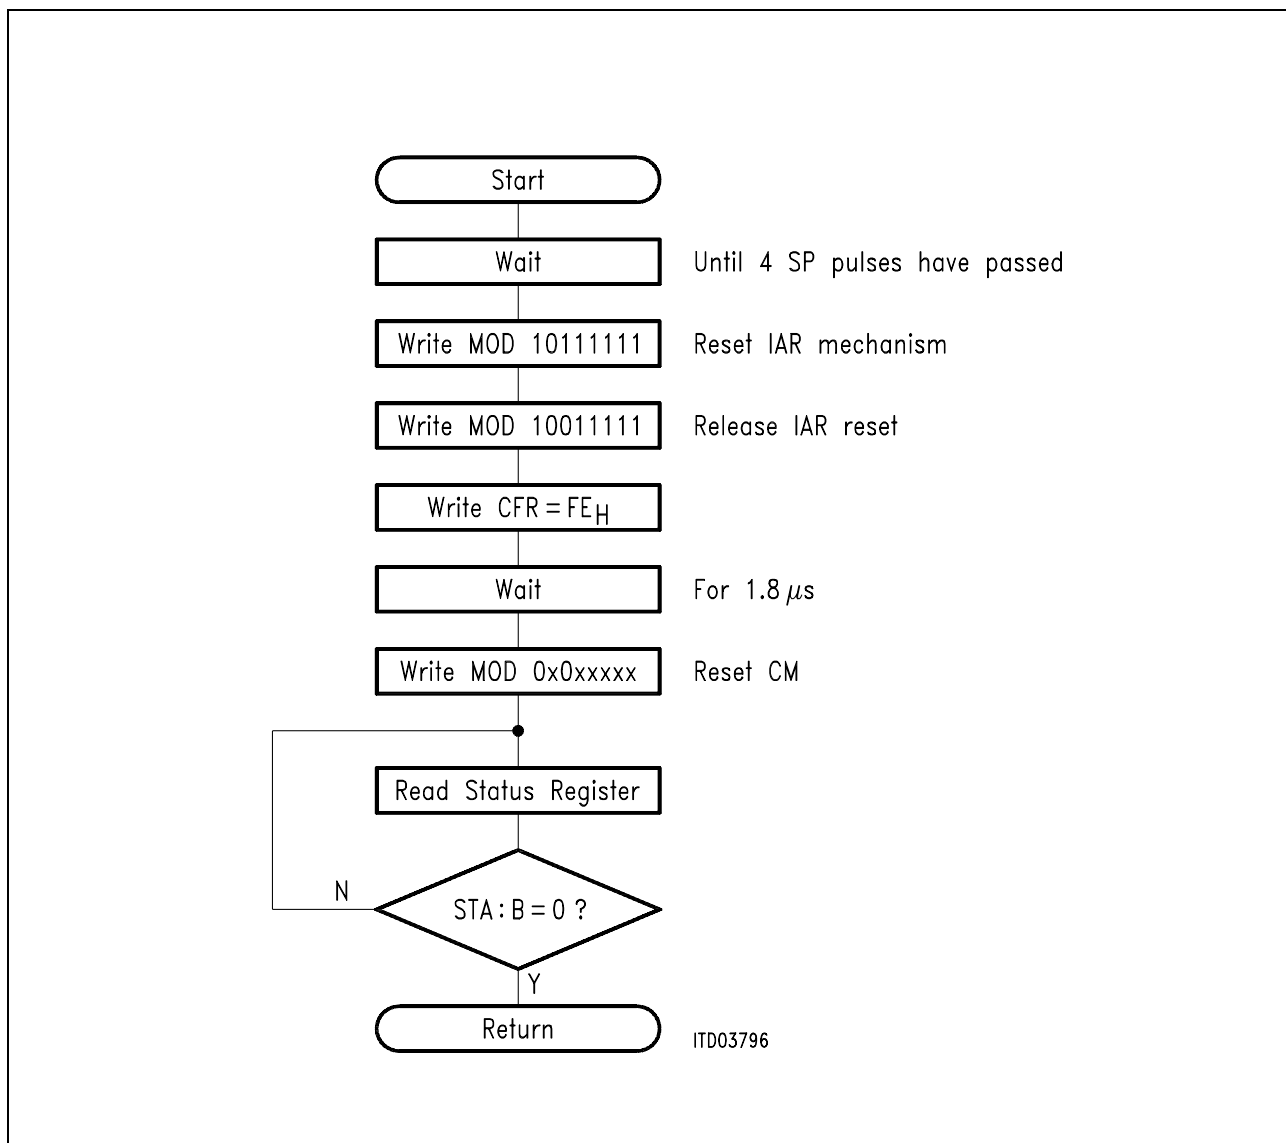 Start
Wait
Until 4 SP pulses have passed
Write MOD 10111111
Reset IAR mechanism
Write MOD 10011111
Release IAR reset
Write CFR = FEH
Wait
For 1.8 μs
Write MOD 0x0xxxxx
Reset CM
Read Status Register
N
STA : B = 0 ?
Y
Return
ITD03796